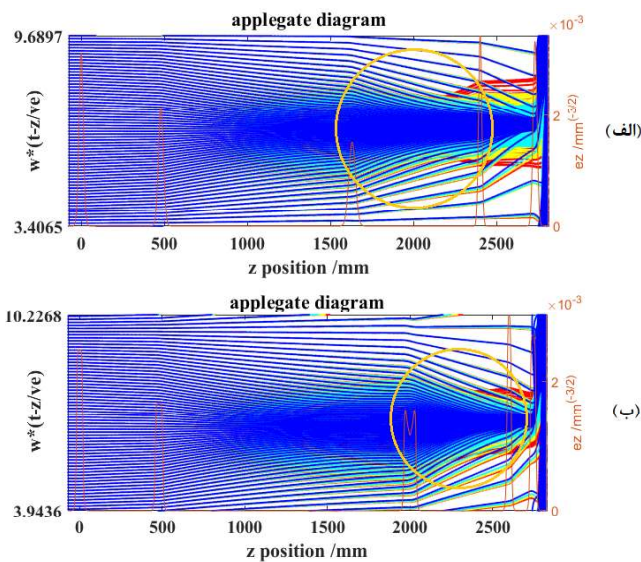 applegate diagram
×10⁻³
9.6897
w*(t-z/ve)
2
ez /mm^(-3/2)
(الف)
3.4065
0
0 500 1000 1500 2000 2500
z position /mm
applegate diagram
×10⁻³
10.2268
w*(t-z/ve)
2
ez /mm^(-3/2)
(ب)
3.9436
0
0 500 1000 1500 2000 2500
z position /mm